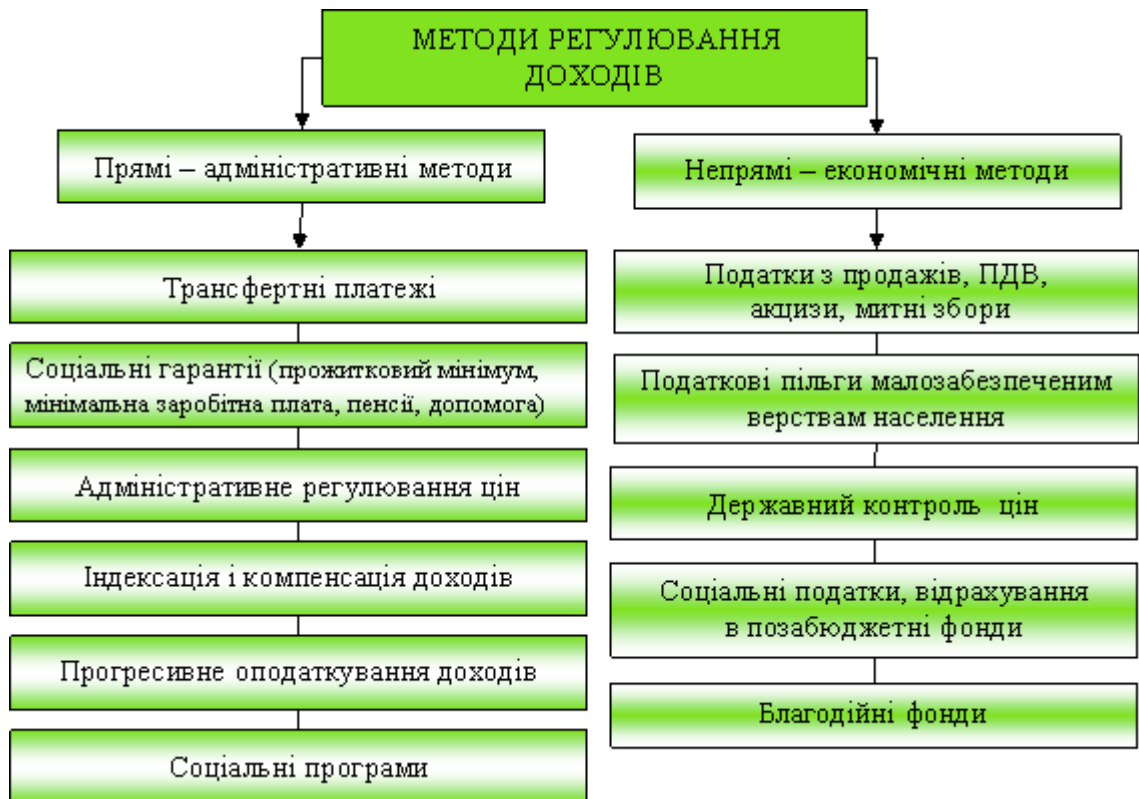 МЕТОДИ РЕГУЛЮВАННЯ
ДОХОДІВ
Прямі – адміністративні методи
Трансфертні платежі
Соціальні гарантії (прожитковий мінімум,
мінімальна заробітна плата, пенсії, допомога)
Адміністративне регулювання цін
Індексація і компенсація доходів
Прогресивне оподаткування доходів
Соціальні програми
Непрямі – економічні методи
Податки з продажів, ПДВ,
акцизи, митні збори
Податкові пільги малозабезпеченим
верствам населення
Державний контроль цін
Соціальні податки, відрахування
в позабюджетні фонди
Благодійні фонди